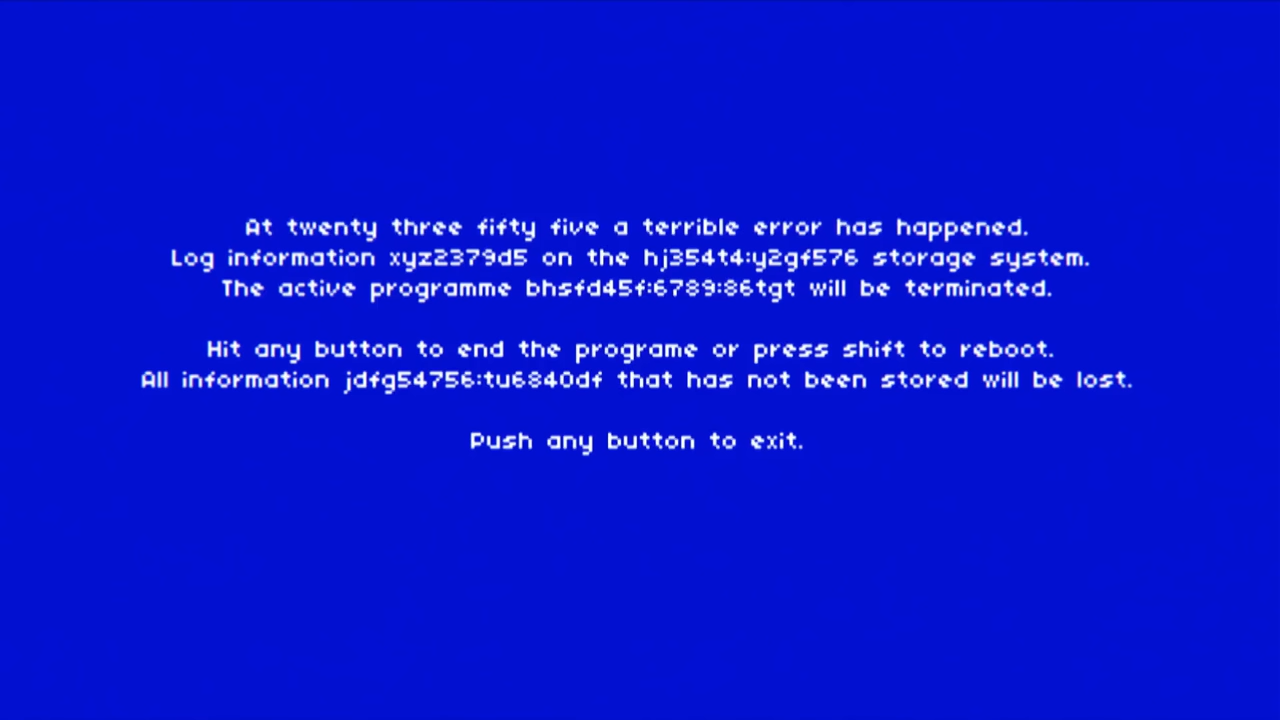 At twenty three fifty five a terrible error has happened.
Log information xyz2379d5 on the hj354t4:y2gf576 storage system.
The active programme bhsfd45f:6789:86tgt will be terminated.
Hit any button to end the programe or press shift to reboot.
All information jdfg54756:tu6840df that has not been stored will be lost.
Push any button to exit.